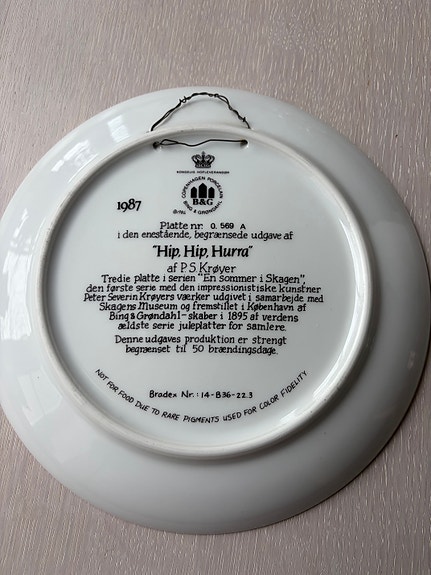 KONGELIG HOFLEVERANDØR
COPENHAGEN PORCELAIN
B&G
BING & GRØNDAHL
1987
Platte nr. 0.569 A
i den enestående, begrænsede udgave af
"Hip, Hip, Hurra"
af P.S. Krøyer
Tredie platte i serien "En sommer i Skagen",
den første serie med den impressionistiske kunstner
Peter Severin Krøyers værker udgivet i samarbejde med
Skagens Museum og fremstillet i København af
Bing & Grøndahl-skaber i 1895 af verdens
ældste serie juleplatter for samlere.
Denne udgaves produktion er strengt
begrænset til 50 brændingsdage.
NOT FOR FOOD DUE TO RARE PIGMENTS USED FOR COLOR FIDELITY.
Bradex Nr.: 14-B36-22.3